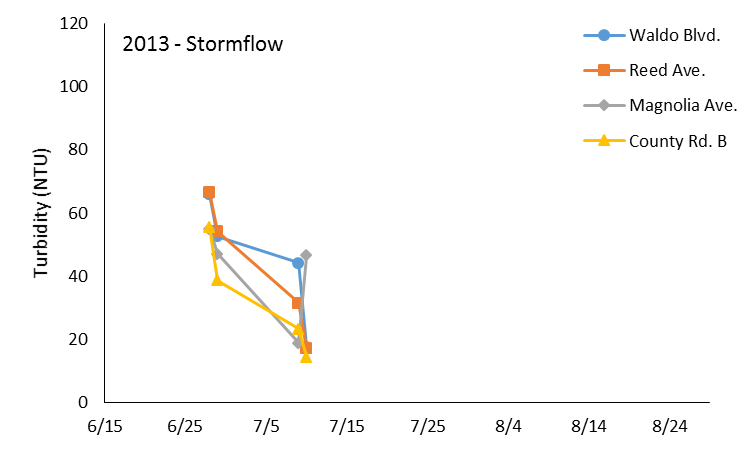 2013 - Stormflow
Turbidity (NTU)
120
100
80
60
40
20
0
6/15
6/25
7/5
7/15
7/25
8/4
8/14
8/24
Waldo Blvd.
Reed Ave.
Magnolia Ave.
County Rd. B